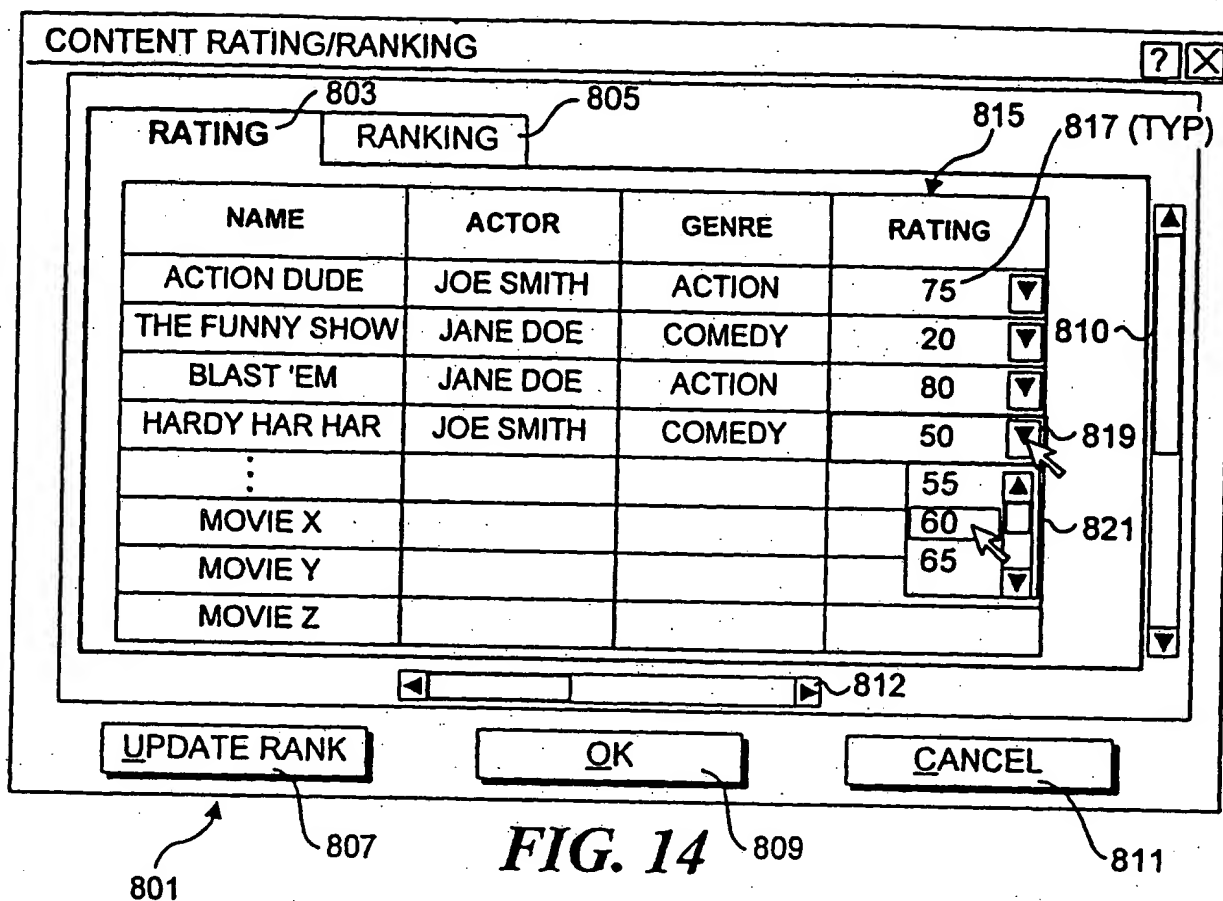 CONTENT RATING/RANKING ?
803 805 815 817 (TYP)
RATING RANKING
NAME ACTOR GENRE RATING
ACTION DUDE JOE SMITH ACTION 75
THE FUNNY SHOW JANE DOE COMEDY 20 810
BLAST 'EM JANE DOE ACTION 80
HARDY HAR HAR JOE SMITH COMEDY 50 819
⋮ 55
MOVIE X 60 821
MOVIE Y 65
MOVIE Z
812
UPDATE RANK OK CANCEL
801 807 FIG. 14 809 811